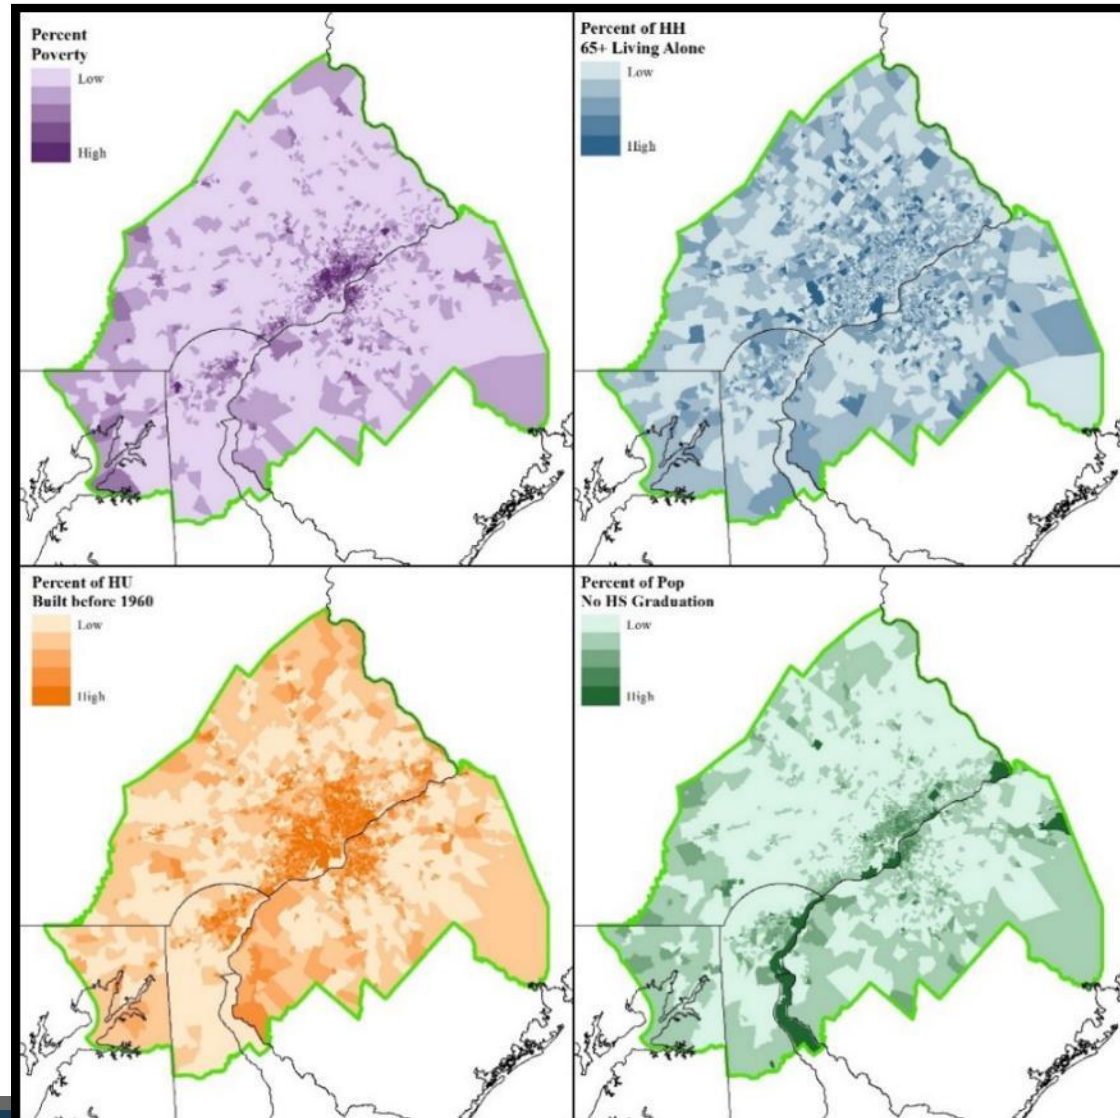 Percent
Poverty
Low
High
Percent of HH
65+ Living Alone
Low
High
Percent of HU
Built before 1960
Low
High
Percent of Pop
No HS Graduation
Low
High